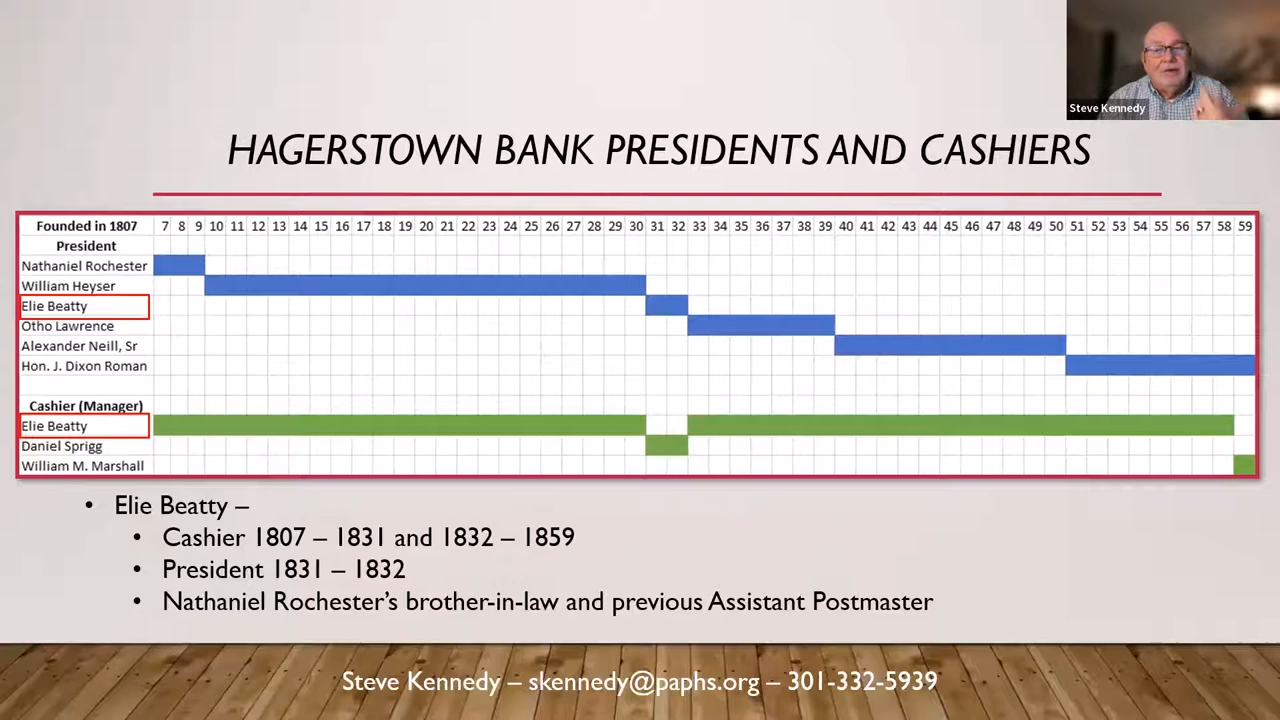 Steve Kennedy
HAGERSTOWN BANK PRESIDENTS AND CASHIERS
Founded in 1807 7 8 9 10 11 12 13 14 15 16 17 18 19 20 21 22 23 24 25 26 27 28 29 30 31 32 33 34 35 36 37 38 39 40 41 42 43 44 45 46 47 48 49 50 51 52 53 54 55 56 57 58 59
President
Nathaniel Rochester
William Heyser
Elie Beatty
Otho Lawrence
Alexander Neill, Sr
Hon. J. Dixon Roman
Cashier (Manager)
Elie Beatty
Daniel Sprigg
William M. Marshall
• Elie Beatty –
• Cashier 1807 – 1831 and 1832 – 1859
• President 1831 – 1832
• Nathaniel Rochester's brother-in-law and previous Assistant Postmaster
Steve Kennedy – skennedy@paphs.org – 301-332-5939